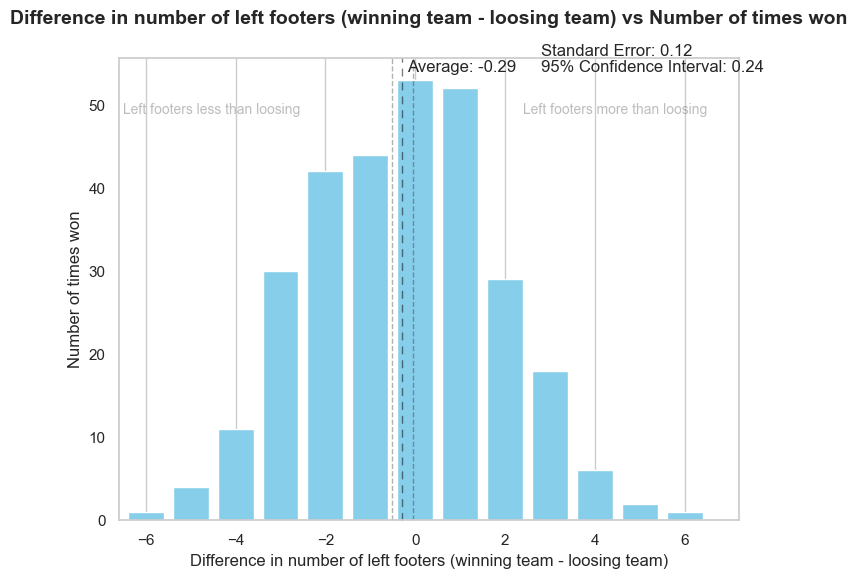 Difference in number of left footers (winning team - loosing team) vs Number of times won
Standard Error: 0.12
Average: -0.29
95% Confidence Interval: 0.24
Left footers less than loosing
Left footers more than loosing
Number of times won
50
40
30
20
10
0
−6
−4
−2
0
2
4
6
Difference in number of left footers (winning team - loosing team)